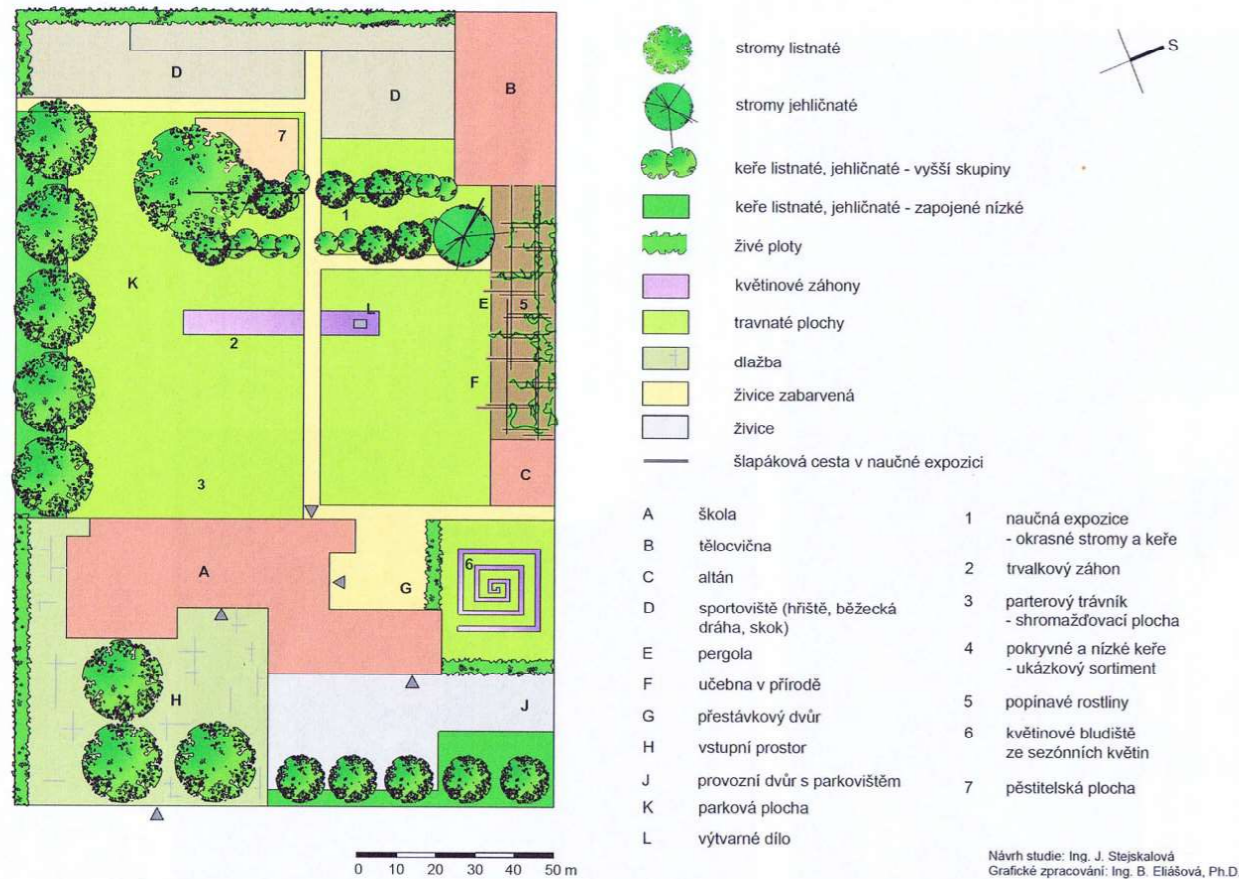 D
D
B
7
4
1
K
E
5
L
2
F
3
C
A
6
G
H
J
0 10 20 30 40 50 m
S
stromy listnaté
stromy jehličnaté
keře listnaté, jehličnaté - vyšší skupiny
keře listnaté, jehličnaté - zapojené nízké
živé ploty
květinové záhony
travnaté plochy
dlažba
živice zabarvená
živice
šlapáková cesta v naučné expozici
A škola
B tělocvična
C altán
D sportoviště (hřiště, běžecká
dráha, skok)
E pergola
F učebna v přírodě
G přestávkový dvůr
H vstupní prostor
J provozní dvůr s parkovištěm
K parková plocha
L výtvarné dílo
1 naučná expozice
- okrasné stromy a keře
2 trvalkový záhon
3 parterový trávník
- shromažďovací plocha
4 pokryvné a nízké keře
- ukázkový sortiment
5 popínavé rostliny
6 květinové bludiště
ze sezónních květin
7 pěstitelská plocha
Návrh studie: Ing. J. Stejskalová
Grafické zpracování: Ing. B. Eliášová, Ph.D.